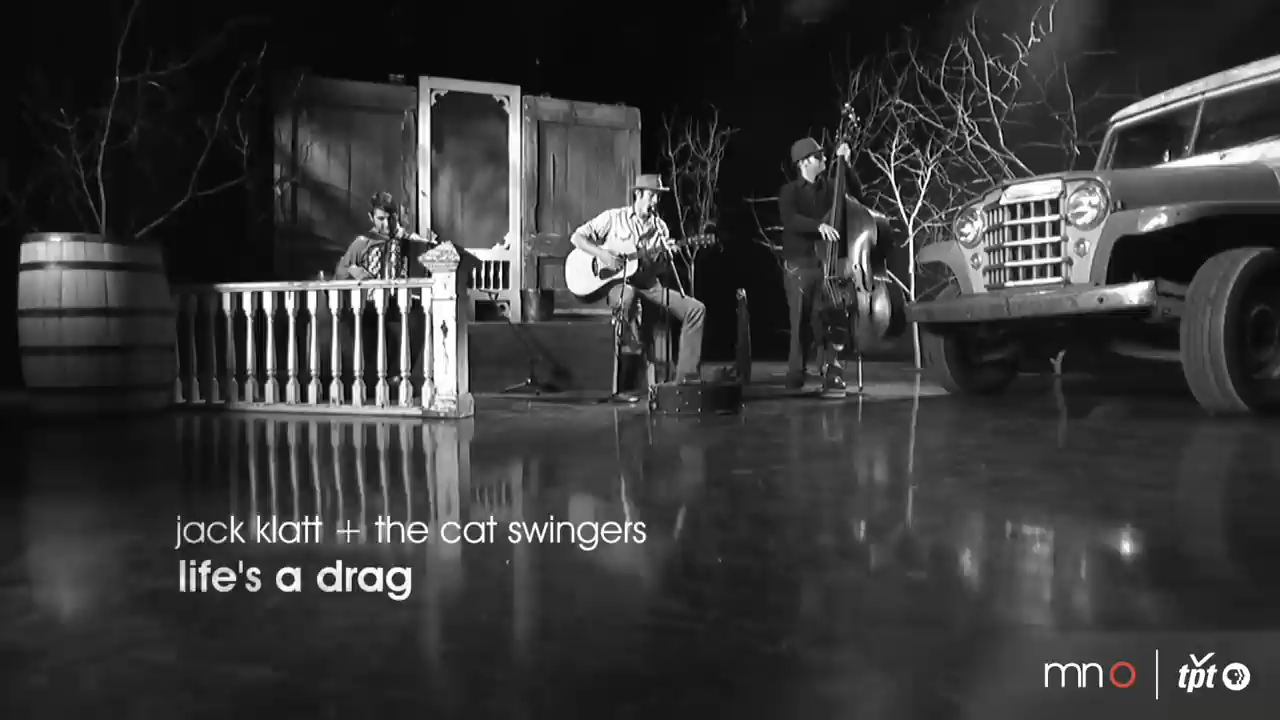 jack klatt + the cat swingers
life's a drag
mno | tpt